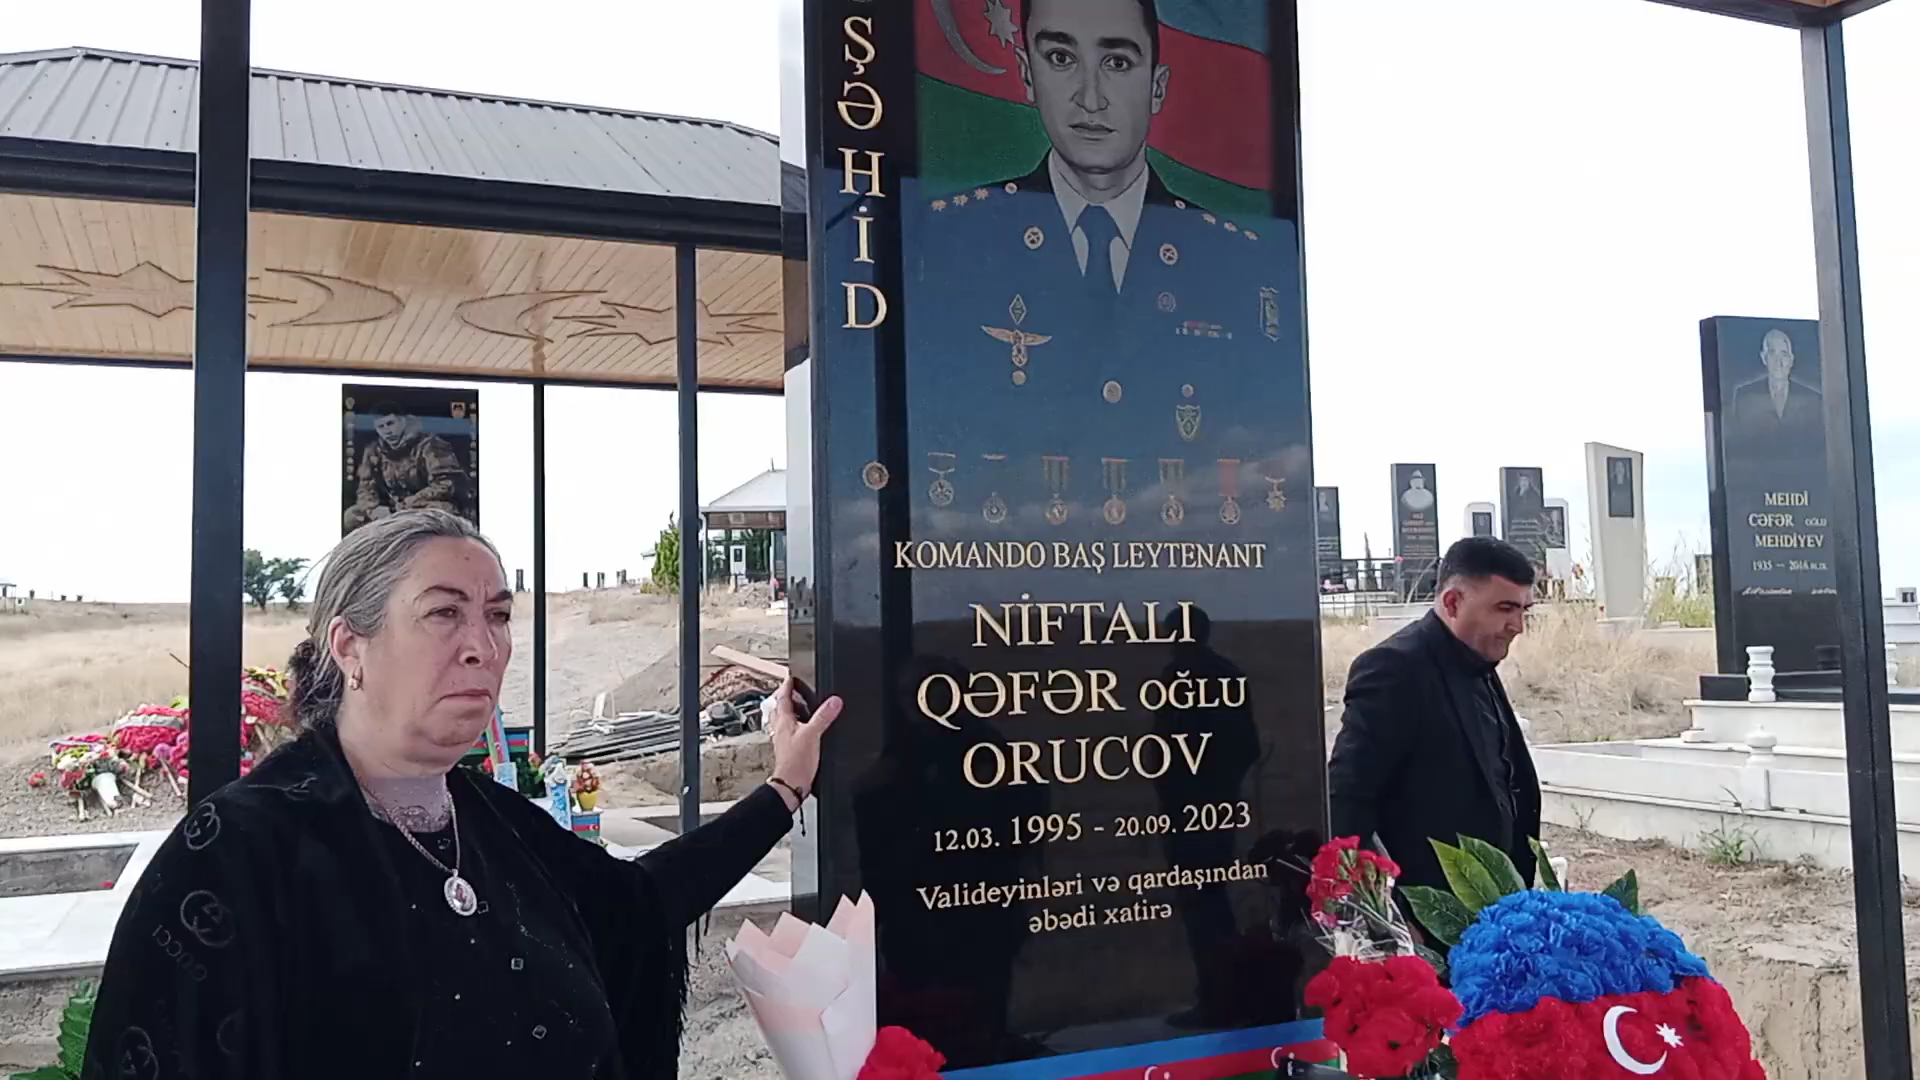 ŞƏHİD
KOMANDO BAŞ LEYTENANT
NİFTALI
QƏFƏR OĞLU
ORUCOV
12.03. 1995 - 20.09. 2023
Valideyinləri və qardaşından
əbədi xatirə
MEHDİ
CƏFƏR OĞLU
MEHDİYEV
1935 - 2016
GUCCI